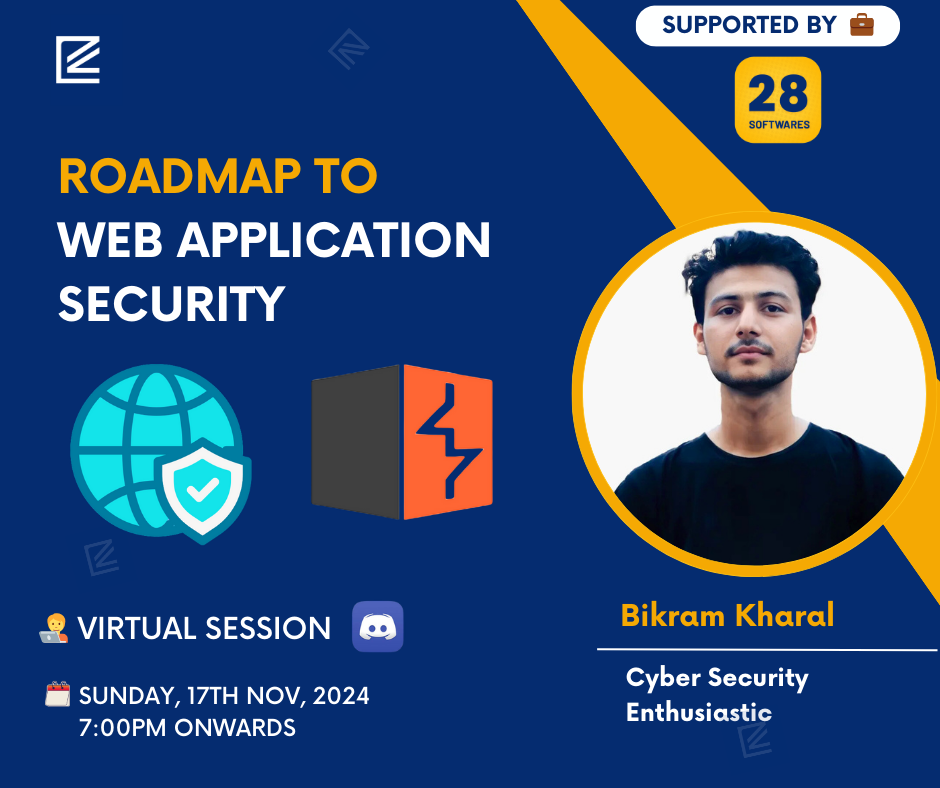 SUPPORTED BY
28
SOFTWARES
ROADMAP TO
WEB APPLICATION
SECURITY
VIRTUAL SESSION
SUNDAY, 17TH NOV, 2024
7:00PM ONWARDS
Bikram Kharal
Cyber Security
Enthusiastic